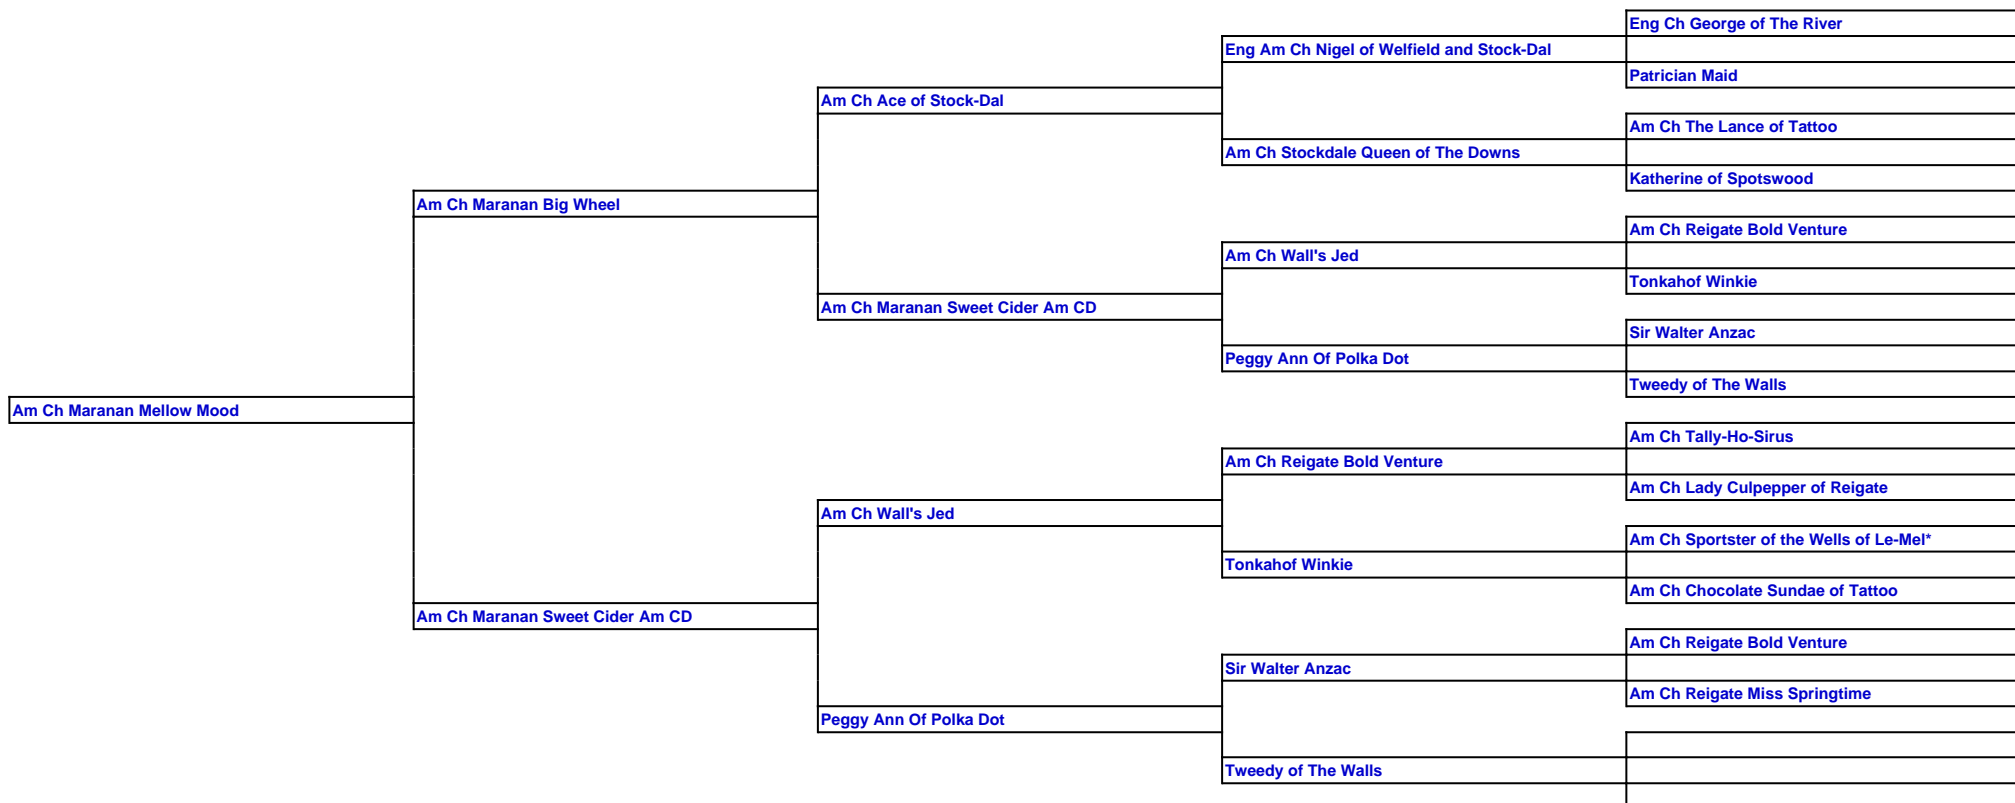 Eng Ch George of The River
Eng Am Ch Nigel of Welfield and Stock-Dal
Patrician Maid
Am Ch Ace of Stock-Dal
Am Ch The Lance of Tattoo
Am Ch Stockdale Queen of The Downs
Katherine of Spotswood
Am Ch Maranan Big Wheel
Am Ch Reigate Bold Venture
Am Ch Wall's Jed
Tonkahof Winkie
Am Ch Maranan Sweet Cider Am CD
Sir Walter Anzac
Peggy Ann Of Polka Dot
Tweedy of The Walls
Am Ch Maranan Mellow Mood
Am Ch Tally-Ho-Sirus
Am Ch Reigate Bold Venture
Am Ch Lady Culpepper of Reigate
Am Ch Wall's Jed
Am Ch Sportster of the Wells of Le-Mel*
Tonkahof Winkie
Am Ch Chocolate Sundae of Tattoo
Am Ch Maranan Sweet Cider Am CD
Am Ch Reigate Bold Venture
Sir Walter Anzac
Am Ch Reigate Miss Springtime
Peggy Ann Of Polka Dot
Tweedy of The Walls